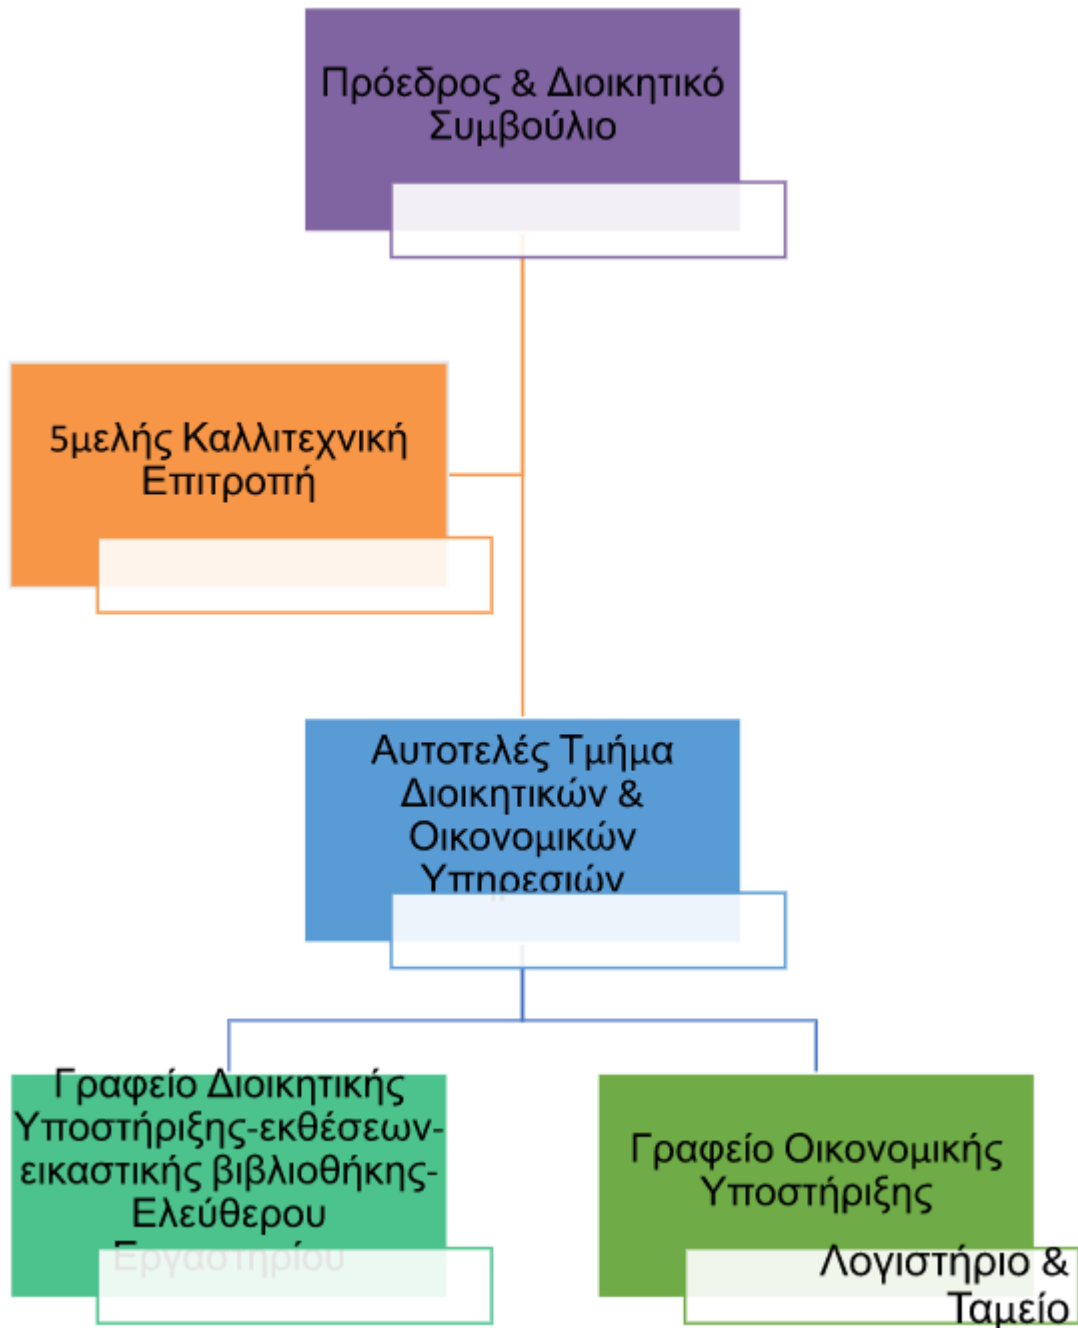 Πρόεδρος & Διοικητικό
Συμβούλιο
5μελής Καλλιτεχνική
Επιτροπή
Αυτοτελές Τμήμα
Διοικητικών &
Οικονομικών
Υπηρεσιών
Γραφείο Διοικητικής
Υποστήριξης-εκθέσεων-
εικαστικής βιβλιοθήκης-
Ελεύθερου
Εργαστηρίου
Γραφείο Οικονομικής
Υποστήριξης
Λογιστήριο &
Ταμείο